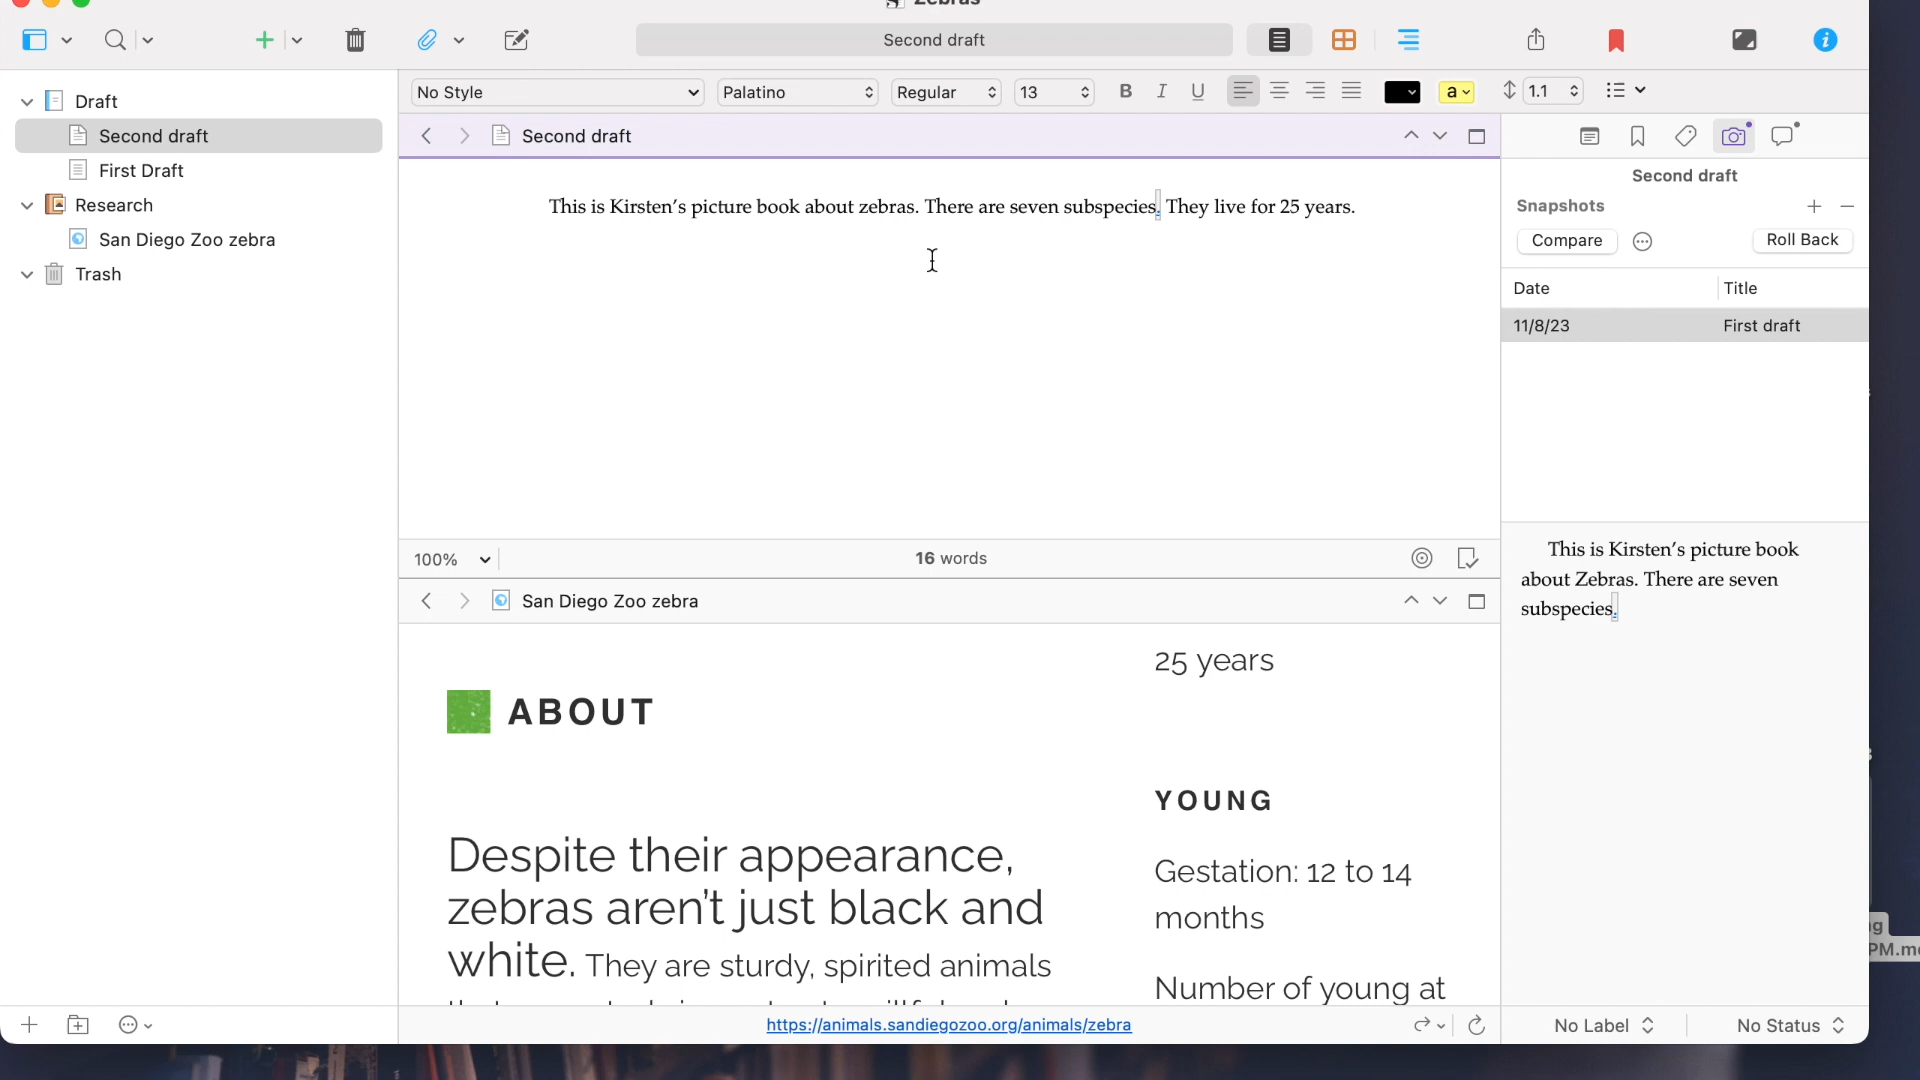 Zebras
Second draft
Draft
Second draft
First Draft
Research
San Diego Zoo zebra
Trash
No Style
Palatino
Regular
13
B I U
a
1.1
Second draft
This is Kirsten’s picture book about zebras. There are seven subspecies. They live for 25 years.
100%
16 words
San Diego Zoo zebra
ABOUT
Despite their appearance,
zebras aren’t just black and
white. They are sturdy, spirited animals
25 years
YOUNG
Gestation: 12 to 14
months
Number of young at
https://animals.sandiegozoo.org/animals/zebra
Second draft
Snapshots
Compare
Roll Back
Date
Title
11/8/23
First draft
This is Kirsten’s picture book
about Zebras. There are seven
subspecies.
No Label
No Status